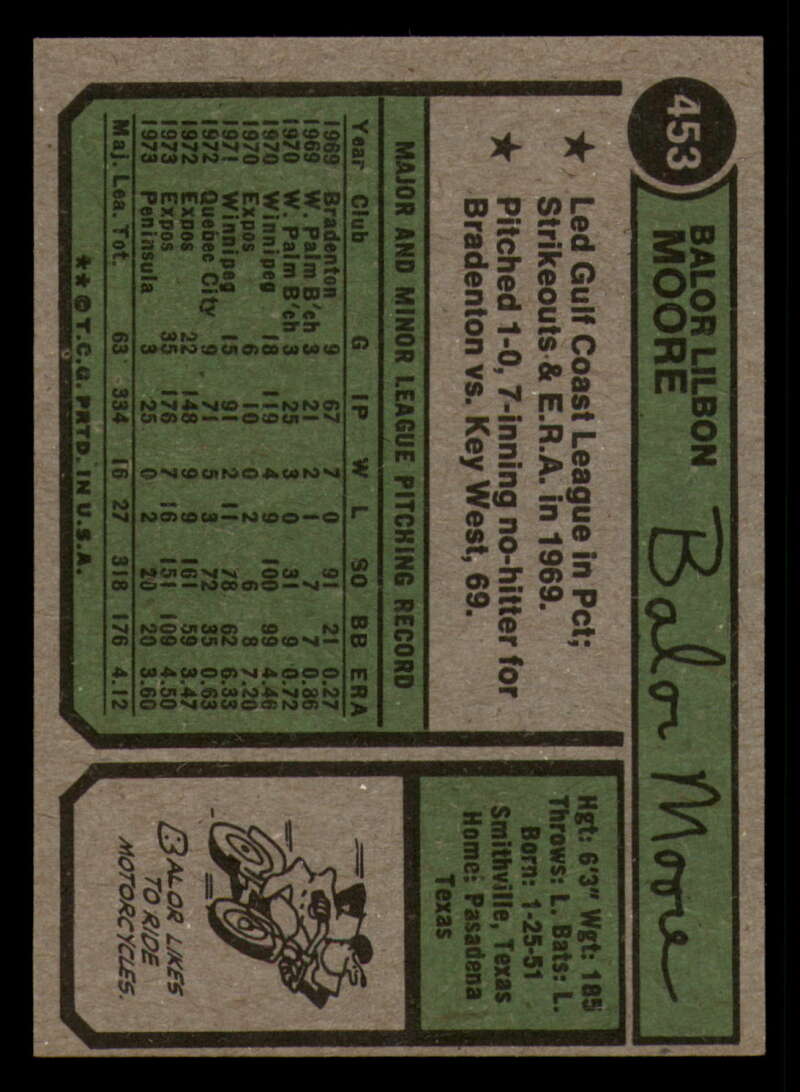 453
BALOR LILBON
MOORE
Balor Moore
★ Led Gulf Coast League in Pct;
Strikeouts & E.R.A. in 1969.
★ Pitched 1-0, 7-inning no-hitter for
Bradenton vs. Key West, 69.
MAJOR AND MINOR LEAGUE PITCHING RECORD
Year Club G IP W L SO BB ERA
1969 Bradenton 9 67 7 0 91 21 0.27
1969 W. Palm B'ch 3 21 2 1 7 7 0.86
1970 W. Palm B'ch 3 25 3 0 31 9 0.72
1970 Winnipeg 18 119 4 9 100 99 4.46
1970 Expos 6 10 0 2 6 8 7.20
1971 Winnipeg 15 91 2 11 78 62 6.33
1972 Quebec City 9 71 5 3 72 35 0.63
1972 Expos 22 148 9 9 161 59 3.47
1973 Expos 35 176 7 16 151 109 4.50
1973 Peninsula 3 25 0 2 20 20 3.60
Maj. Lea. Tot. 63 334 16 27 318 176 4.12
**© T.C.G. PRTD. IN U.S.A.
Hgt: 6'3" Wgt: 185
Throws: L. Bats: L.
Born: 1-25-51
Smithville, Texas
Home: Pasadena
Texas
BALOR LIKES
TO RIDE
MOTORCYCLES.